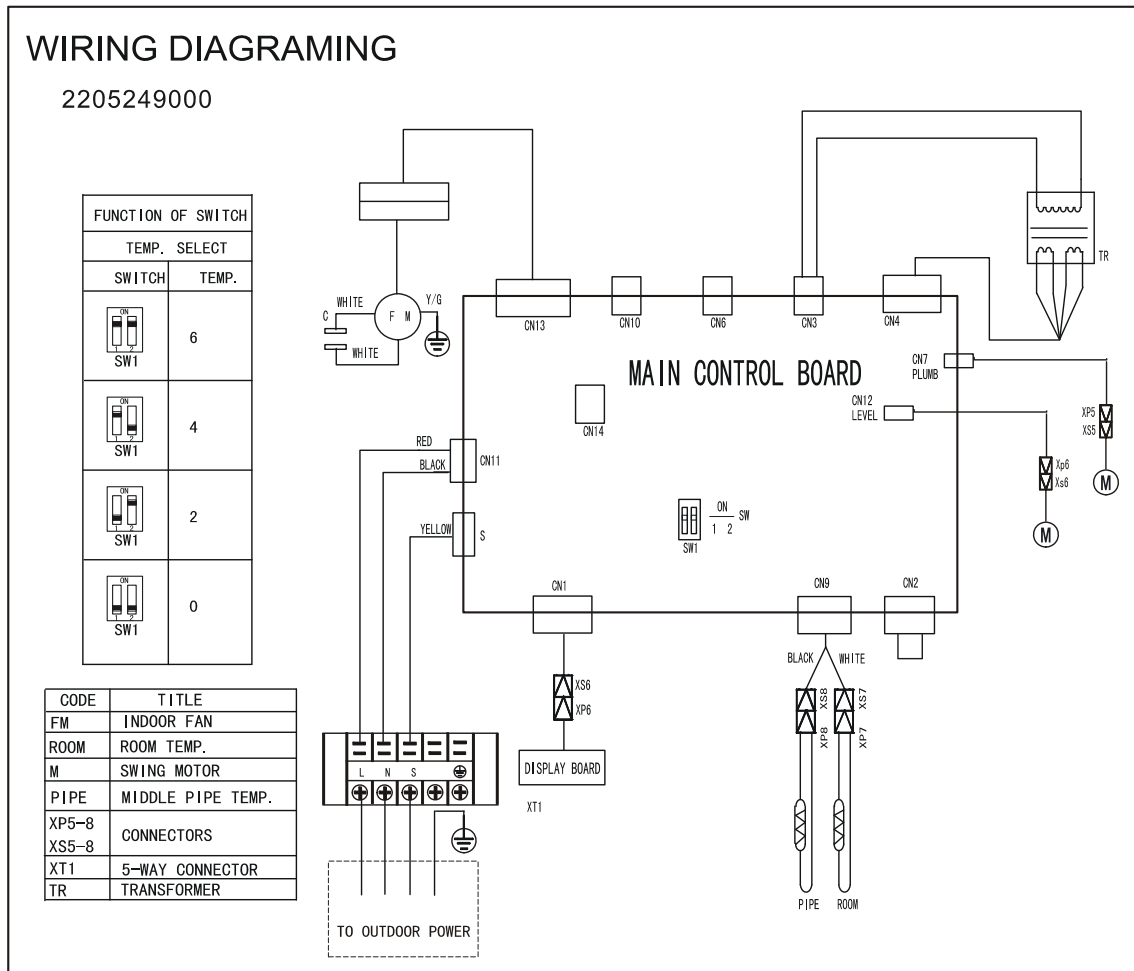 WIRING DIAGRAMING
2205249000
FUNCTION OF SWITCH
TEMP. SELECT
SWITCH TEMP.
ON
1 2
SW1
6
ON
1 2
SW1
4
ON
1 2
SW1
2
ON
1 2
SW1
0
CODE TITLE
FM INDOOR FAN
ROOM ROOM TEMP.
M SWING MOTOR
PIPE MIDDLE PIPE TEMP.
XP5-8
XS5-8
CONNECTORS
XT1 5-WAY CONNECTOR
TR TRANSFORMER
WHITE
C
F M
Y/G
WHITE
CN13
CN10
CN6
CN3
CN4
TR
MAIN CONTROL BOARD
CN7
PLUMB
CN12
LEVEL
CN14
XP5
XS5
M
Xp6
Xs6
M
RED
BLACK
CN11
YELLOW
S
ON
1 2
SW
SW1
CN1
CN9
CN2
BLACK
WHITE
XS6
XP6
DISPLAY BOARD
XT1
XS8
XP8
XS7
XP7
PIPE
ROOM
L N S
TO OUTDOOR POWER